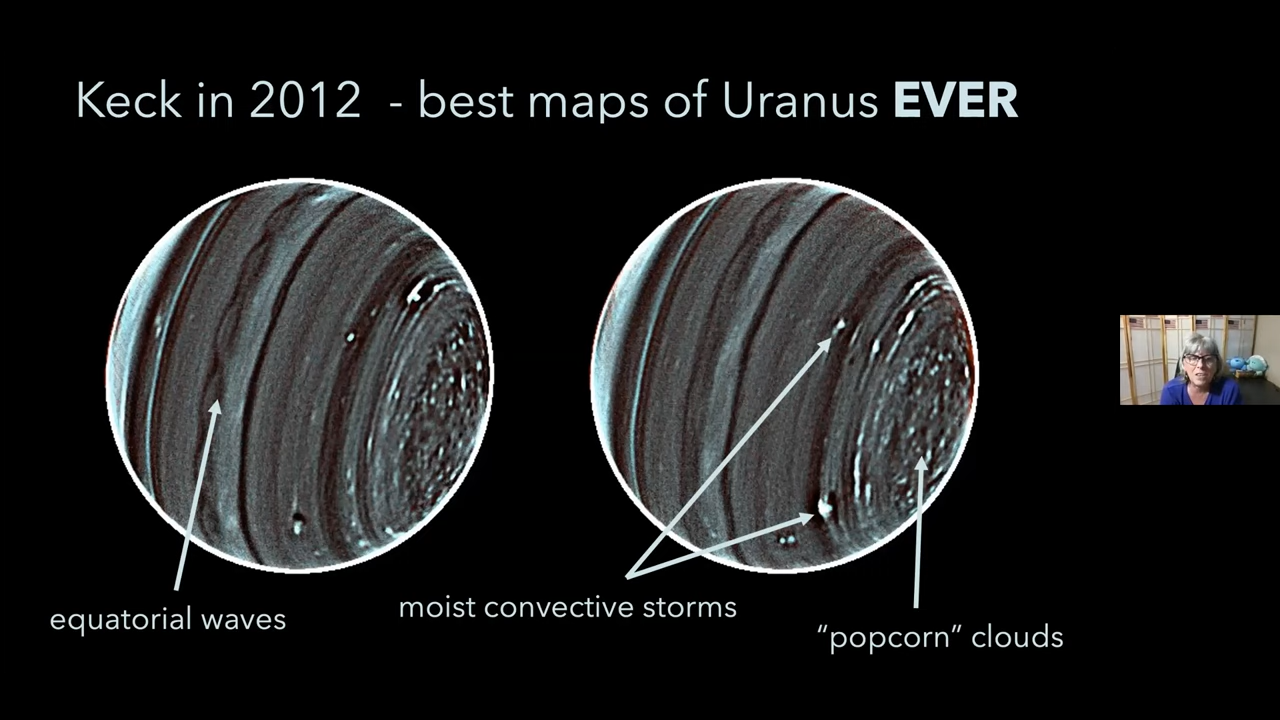 Keck in 2012 - best maps of Uranus EVER
equatorial waves
moist convective storms
“popcorn” clouds